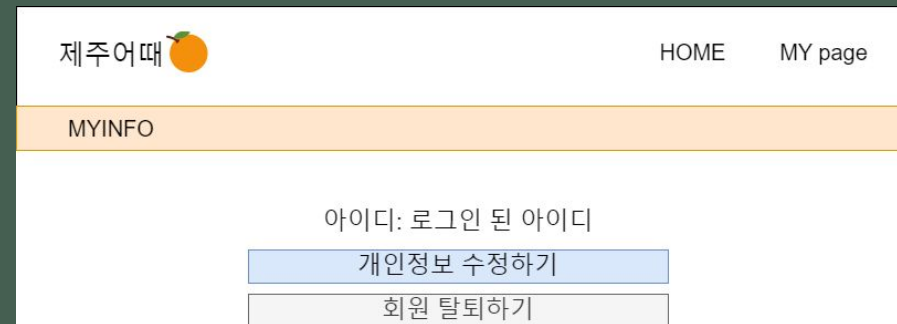 제주어때
HOME MY page
MYINFO
아이디: 로그인 된 아이디
개인정보 수정하기
회원 탈퇴하기